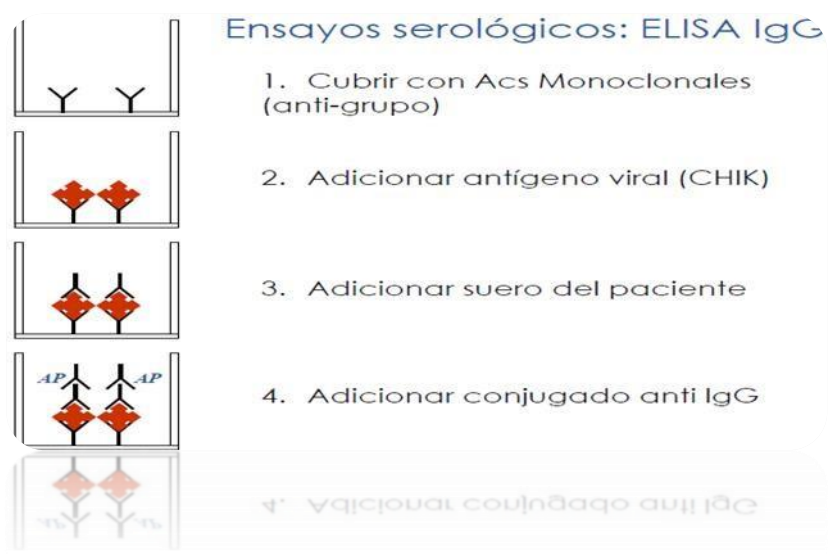 Ensayos serológicos: ELISA IgG
1. Cubrir con Acs Monoclonales
(anti-grupo)
2. Adicionar antígeno viral (CHIK)
3. Adicionar suero del paciente
AP AP
4. Adicionar conjugado anti IgG